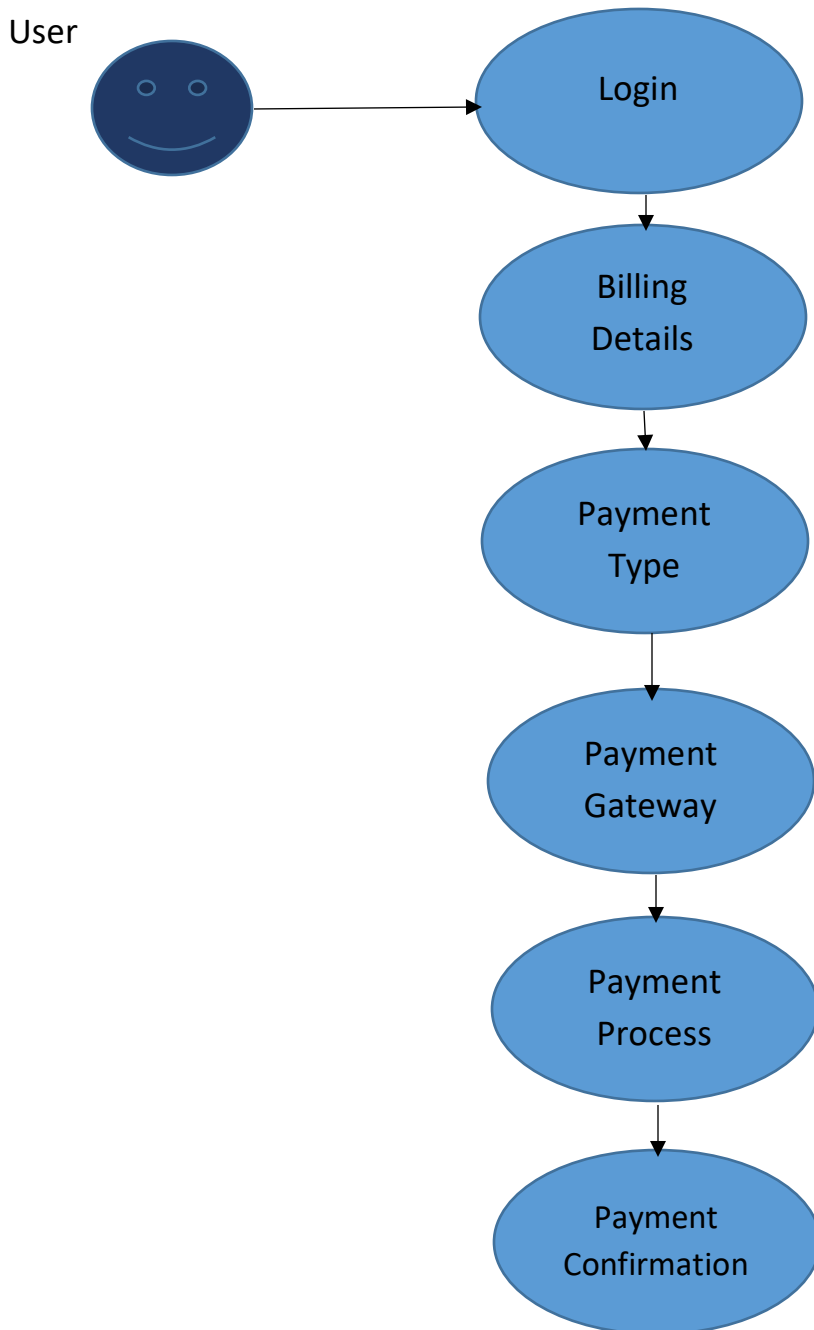 User
Login
Billing
Details
Payment
Type
Payment
Gateway
Payment
Process
Payment
Confirmation